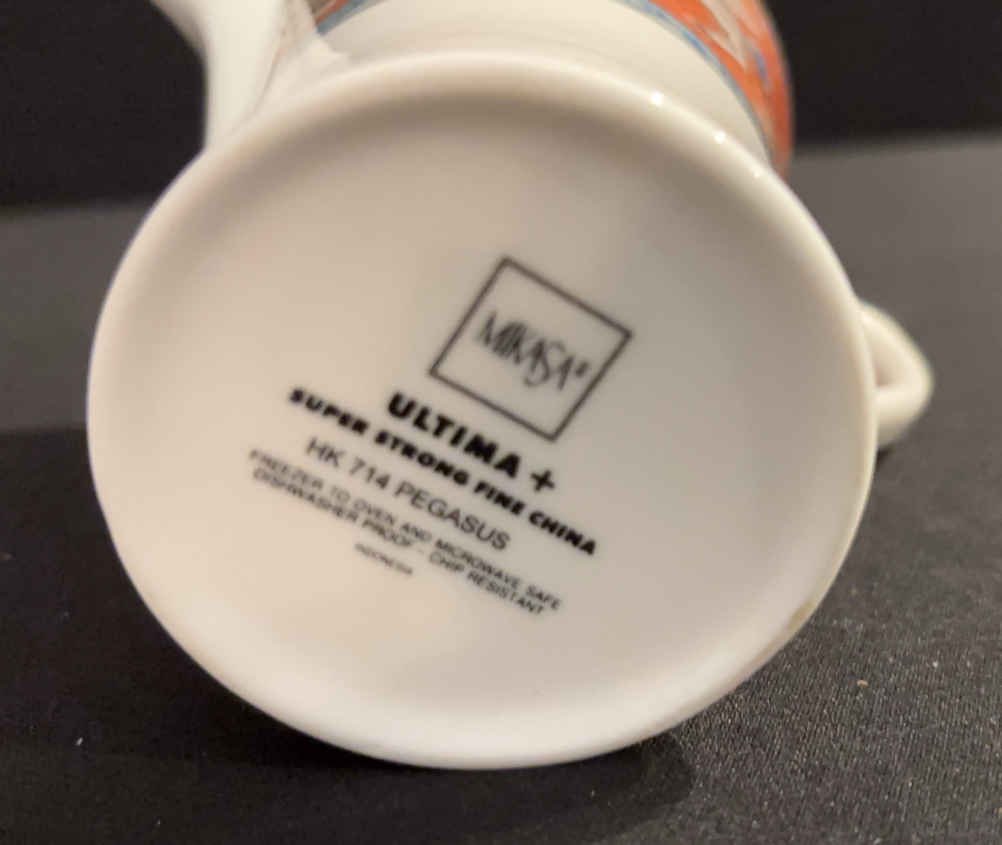 MIKASA®
ULTIMA +
SUPER STRONG FINE CHINA
HK 714 PEGASUS
FREEZER TO OVEN AND MICROWAVE SAFE
DISHWASHER PROOF - CHIP RESISTANT
INDONESIA